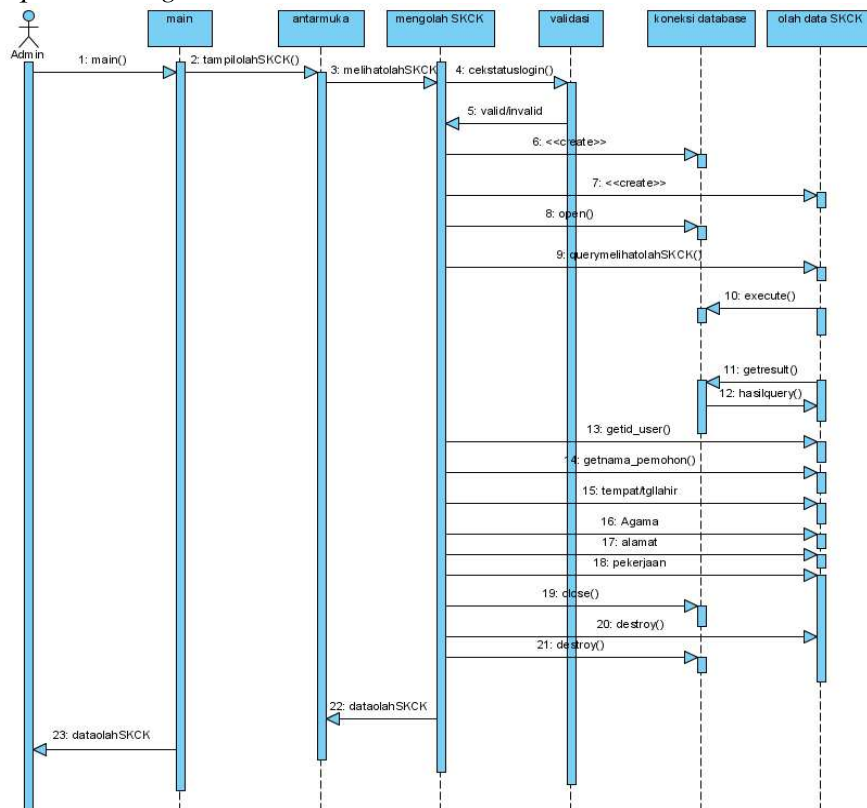 main
antarmuka
mengolah SKCK
validasi
koneksi database
olah data SKCK
Admin
1: main()
2: tampilolahSKCK()
3: melihatolahSKCK
4: cekstatuslogin()
5: valid/invalid
6: <<create>>
7: <<create>>
8: open()
9: querymelihatolahSKCK()
10: execute()
11: getresult()
12: hasilquery()
13: getid_user()
14: getnama_pemohon()
15: tempat/tgllahir
16: Agama
17: alamat
18: pekerjaan
19: close()
20: destroy()
21: destroy()
22: dataolahSKCK
23: dataolahSKCK